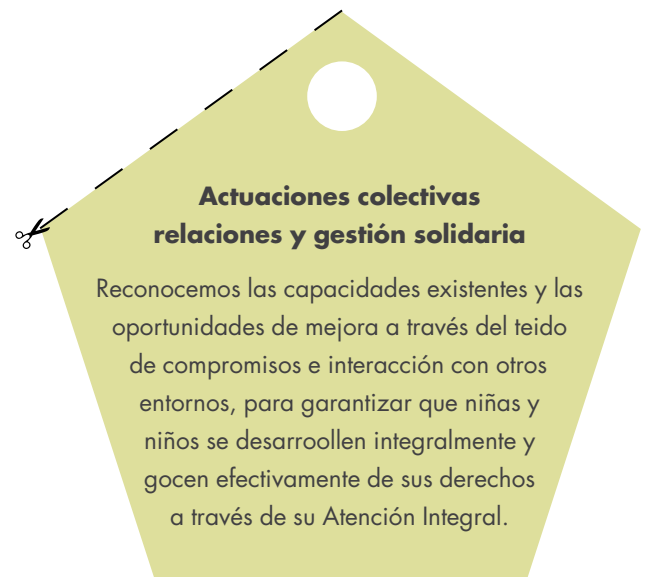 Actuaciones colectivas
relaciones y gestión solidaria
Reconocemos las capacidades existentes y las
oportunidades de mejora a través del teido
de compromisos e interacción con otros
entornos, para garantizar que niñas y
niños se desarroollen integralmente y
gocen efectivamente de sus derechos
a través de su Atención Integral.